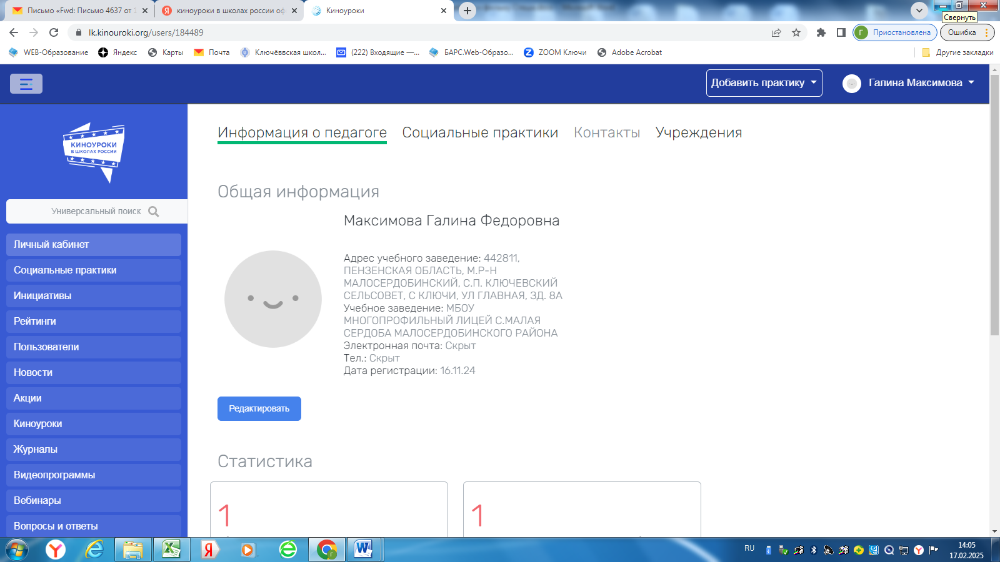 Письмо «Fwd: Письмо 4637 от 1
киноуроки в школах россии оф
Киноуроки
Свернуть
lk.kinouroki.org/users/184489
Г
Приостановлена
Ошибка
WEB-Образование
Яндекс
Карты
Почта
Ключёввская школ...
(222) Входящие —...
БАРС.Web-Образо...
ZOOM Ключи
Adobe Acrobat
Другие закладки
Добавить практику
Галина Максимова
КИНОУРОКИ
В ШКОЛАХ РОССИИ
Универсальный поиск
Личный кабинет
Социальные практики
Инициативы
Рейтинги
Пользователи
Новости
Акции
Киноуроки
Журналы
Видеопрограммы
Вебинары
Вопросы и ответы
Информация о педагоге
Социальные практики
Контакты
Учреждения
Общая информация
Максимова Галина Федоровна
Адрес учебного заведение: 442811,
ПЕНЗЕНСКАЯ ОБЛАСТЬ, М.Р-Н
МАЛОСЕРДОБИНСКИЙ, С.П. КЛЮЧЕВСКИЙ
СЕЛЬСОВЕТ, С КЛЮЧИ, УЛ ГЛАВНАЯ, ЗД. 8А
Учебное заведение: МБОУ
МНОГОПРОФИЛЬНЫЙ ЛИЦЕЙ С.МАЛАЯ
СЕРДОБА МАЛОСЕРДОБИНСКОГО РАЙОНА
Электронная почта: Скрыт
Тел.: Скрыт
Дата регистрации: 16.11.24
Редактировать
Статистика
1
1
RU
14:05
17.02.2025